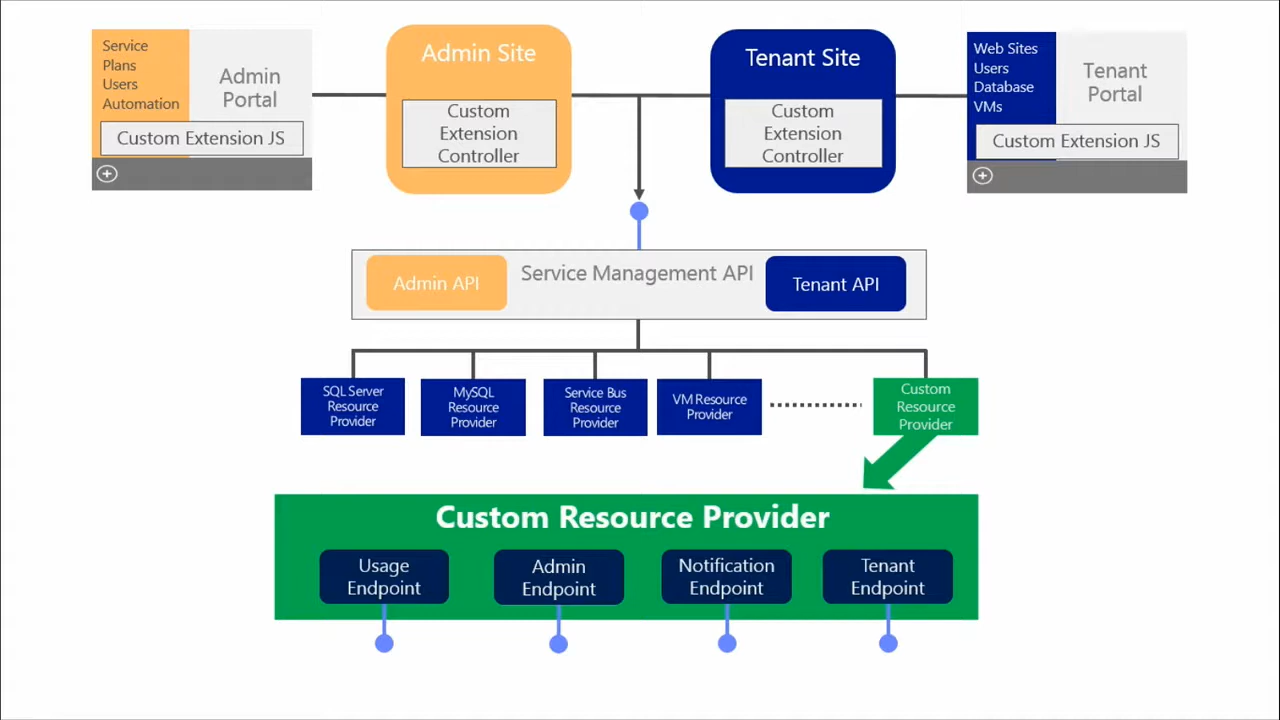 Service
Plans
Users
Automation
Admin
Portal
Custom Extension JS
Admin Site
Custom
Extension
Controller
Tenant Site
Custom
Extension
Controller
Web Sites
Users
Database
VMs
Tenant
Portal
Custom Extension JS
Admin API
Service Management API
Tenant API
SQL Server
Resource
Provider
MySQL
Resource
Provider
Service Bus
Resource
Provider
VM Resource
Provider
Custom
Resource
Provider
Custom Resource Provider
Usage
Endpoint
Admin
Endpoint
Notification
Endpoint
Tenant
Endpoint